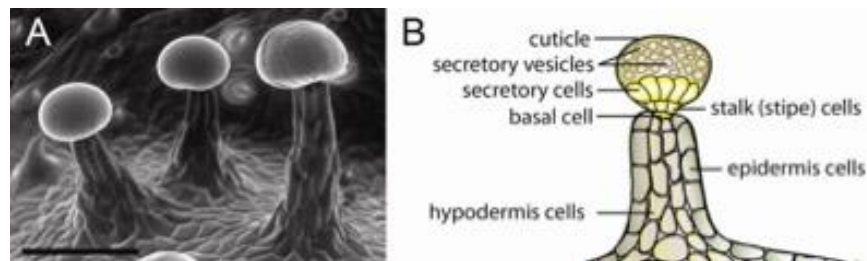 A
B
cuticle
secretory vesicles
secretory cells
basal cell
stalk (stipe) cells
epidermis cells
hypodermis cells